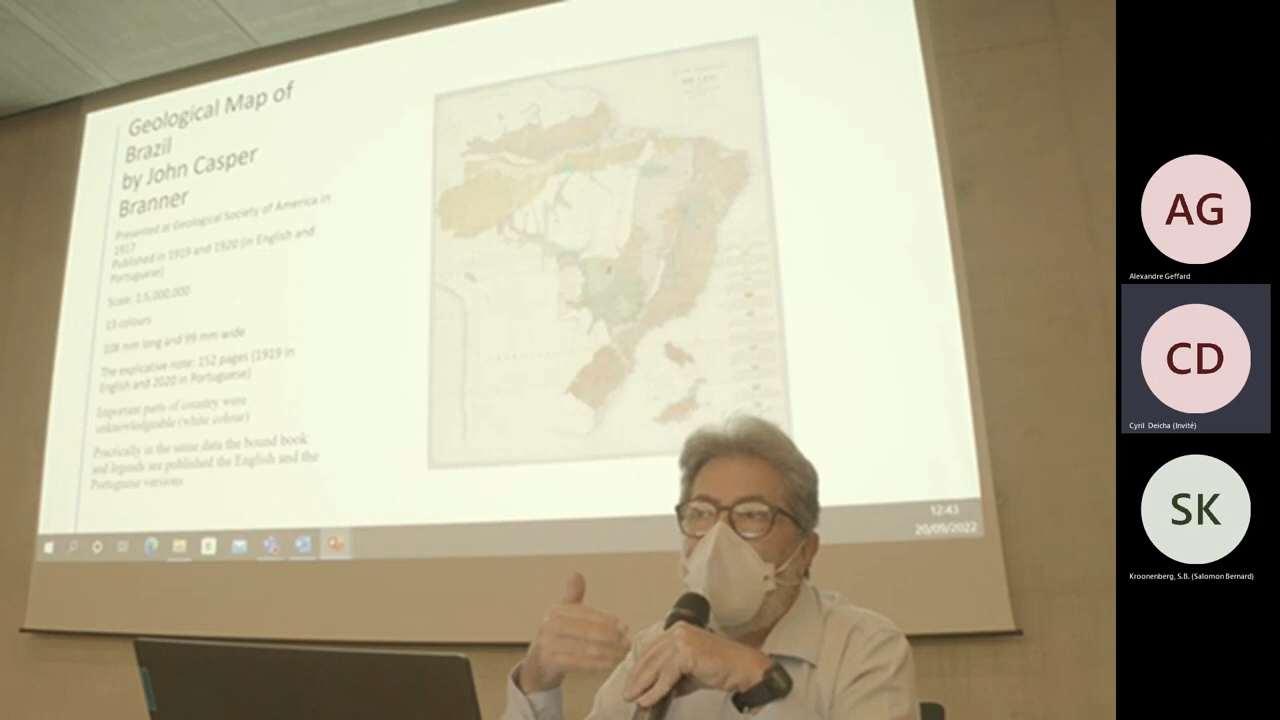 Geological Map of
Brazil
by John Casper
Branner
Presented at Geological Society of America in
1917
Published in 1919 and 1920 (in English and
Portuguese)
Scale: 1:5,000,000
13 colours
108 mm long and 99 mm wide
The explicative note: 152 pages (1919 in
English and 2020 in Portuguese)
Important parts of country were
unknowledgeable (white colour)
Practically in the same data the bound book
and legends are published the English and the
Portuguese versions
12:43
20/09/2022
AG
Alexandre Geffard
CD
Cyril Deicha (Invité)
SK
Kroonenberg, S.B. (Salomon Bernard)